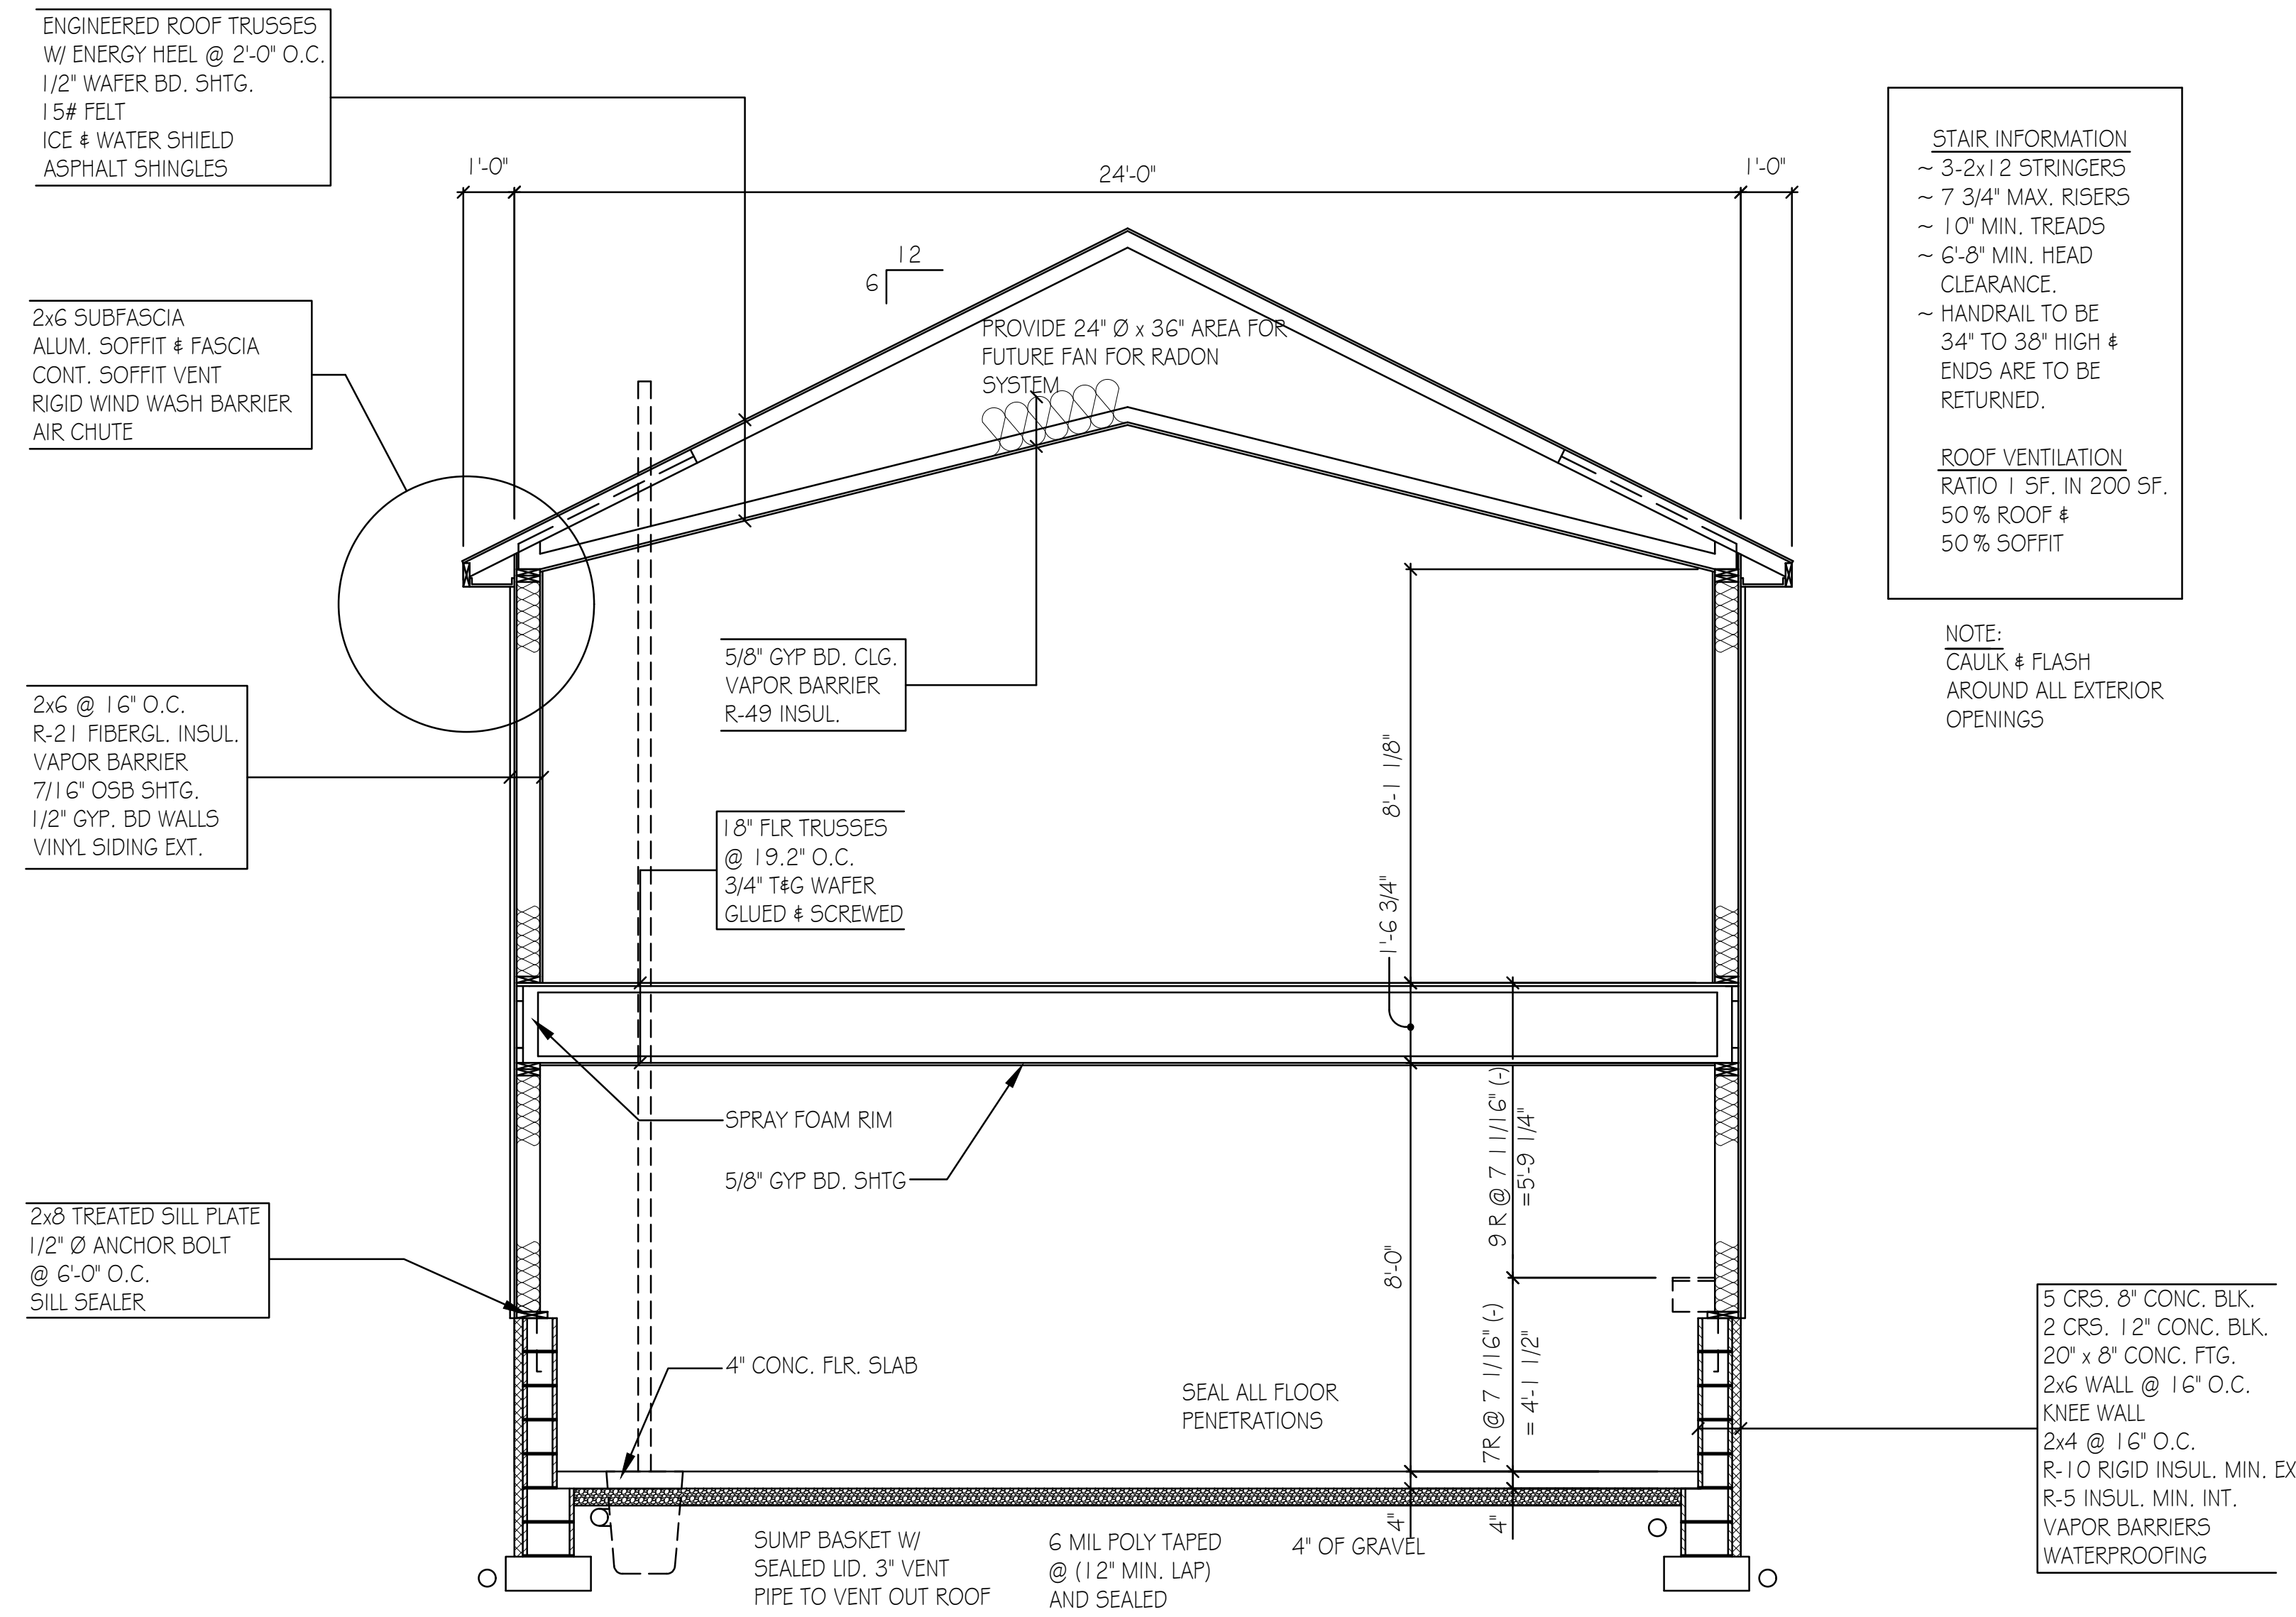 ENGINEERED ROOF TRUSSES
W/ ENERGY HEEL @ 2'-0" O.C.
1/2" WAFER BD. SHTG.
15# FELT
ICE & WATER SHIELD
ASPHALT SHINGLES
1'-0"
24'-0"
1'-0"
12
6
STAIR INFORMATION
~ 3-2x12 STRINGERS
~ 7 3/4" MAX. RISERS
~ 10" MIN. TREADS
~ 6'-8" MIN. HEAD
CLEARANCE.
~ HANDRAIL TO BE
34" TO 38" HIGH &
ENDS ARE TO BE
RETURNED.
ROOF VENTILATION
RATIO 1 SF. IN 200 SF.
50 % ROOF &
50 % SOFFIT
NOTE:
CAULK & FLASH
AROUND ALL EXTERIOR
OPENINGS
2x6 SUBFASCIA
ALUM. SOFFIT & FASCIA
CONT. SOFFIT VENT
RIGID WIND WASH BARRIER
AIR CHUTE
PROVIDE 24" Ø x 36" AREA FOR
FUTURE FAN FOR RADON
SYSTEM
2x6 @ 16" O.C.
R-21 FIBERGL. INSUL.
VAPOR BARRIER
7/16" OSB SHTG.
1/2" GYP. BD WALLS
VINYL SIDING EXT.
5/8" GYP BD. CLG.
VAPOR BARRIER
R-49 INSUL.
18" FLR TRUSSES
@ 19.2" O.C.
3/4" T&G WAFER
GLUED & SCREWED
8'-1 1/8"
1'-6 3/4"
SPRAY FOAM RIM
5/8" GYP BD. SHTG
9 R @ 7 11/16" (-)
=5'-9 1/4"
8'-0"
7R @ 7 1/16" (-)
= 4'-1 1/2"
2x8 TREATED SILL PLATE
1/2" Ø ANCHOR BOLT
@ 6'-0" O.C.
SILL SEALER
4" CONC. FLR. SLAB
SEAL ALL FLOOR
PENETRATIONS
5 CRS. 8" CONC. BLK.
2 CRS. 12" CONC. BLK.
20" x 8" CONC. FTG.
2x6 WALL @ 16" O.C.
KNEE WALL
2x4 @ 16" O.C.
R-10 RIGID INSUL. MIN. EX
R-5 INSUL. MIN. INT.
VAPOR BARRIERS
WATERPROOFING
SUMP BASKET W/
SEALED LID. 3" VENT
PIPE TO VENT OUT ROOF
6 MIL POLY TAPED
@ (12" MIN. LAP)
AND SEALED
4" OF GRAVEL
4"
4"